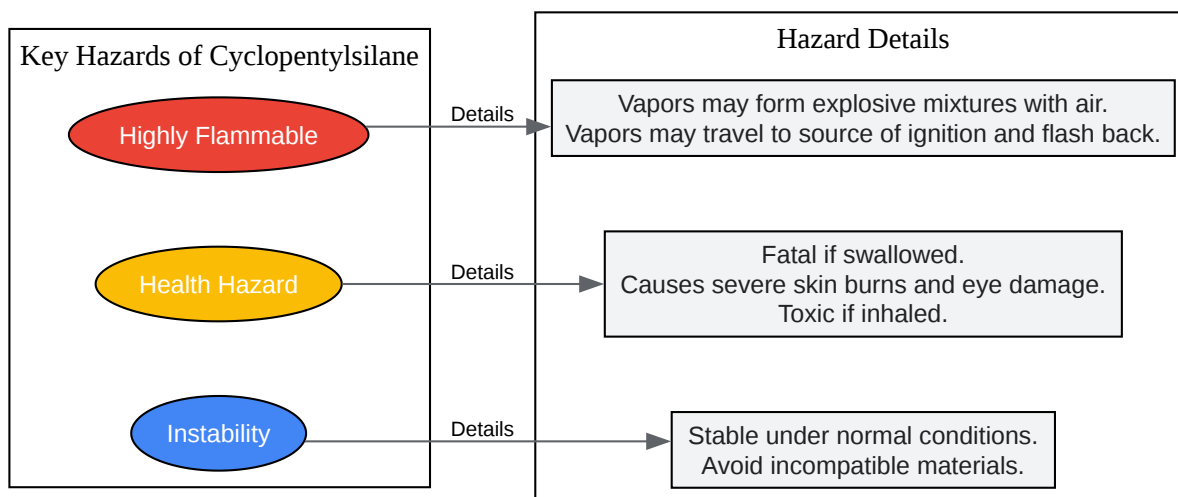 Key Hazards of Cyclopentylsilane
Hazard Details
Highly Flammable
Details
Vapors may form explosive mixtures with air.
Vapors may travel to source of ignition and flash back.
Health Hazard
Details
Fatal if swallowed.
Causes severe skin burns and eye damage.
Toxic if inhaled.
Instability
Details
Stable under normal conditions.
Avoid incompatible materials.